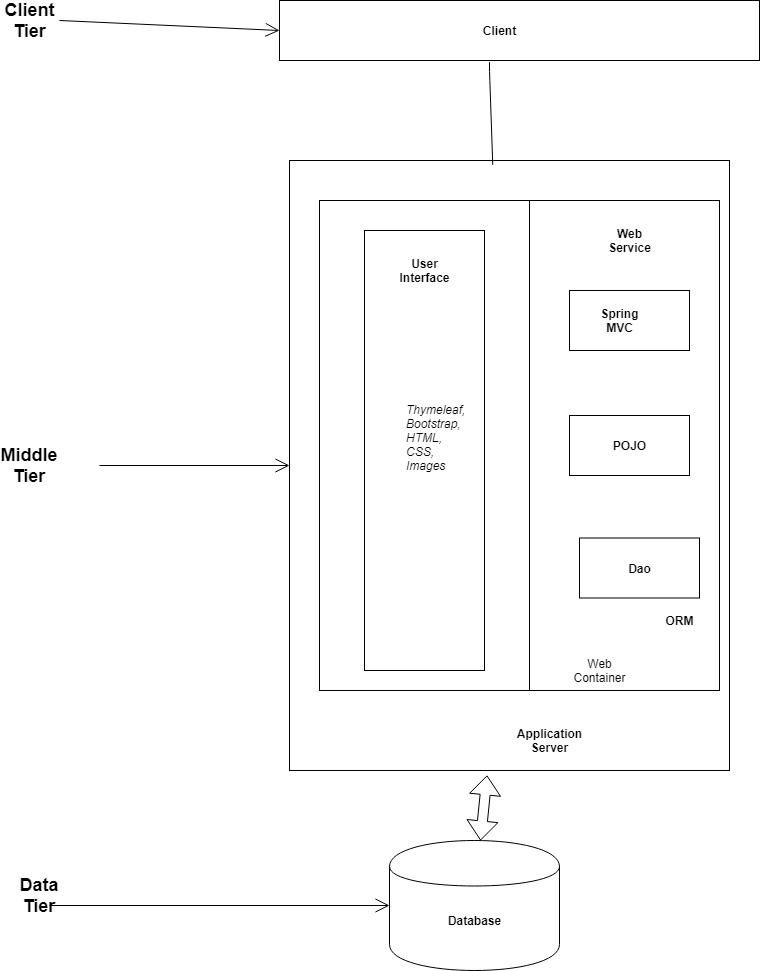 Client
Tier
Client
Web
Service
User
Interface
Spring
MVC
Thymeleaf,
Bootstrap,
HTML,
CSS,
Images
POJO
Middle
Tier
Dao
ORM
Web
Container
Application
Server
Data
Tier
Database